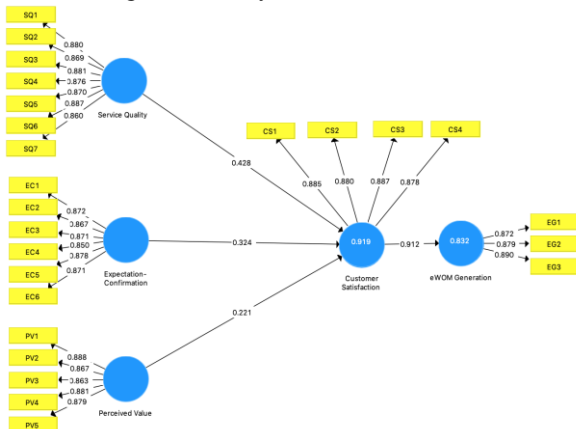 SQ1
SQ2
SQ3
SQ4
SQ5
SQ6
SQ7
0.880
0.869
0.881
0.876
0.870
0.887
0.860
Service Quality
0.428
EC1
EC2
EC3
EC4
EC5
EC6
0.872
0.867
0.871
0.850
0.878
0.871
Expectation-
Confirmation
0.324
PV1
PV2
PV3
PV4
PV5
0.888
0.867
0.863
0.881
0.879
Perceived Value
0.221
CS1
CS2
CS3
CS4
0.885
0.880
0.887
0.878
0.919
Customer
Satisfaction
0.912
0.832
eWOM Generation
0.872
0.879
0.890
EG1
EG2
EG3